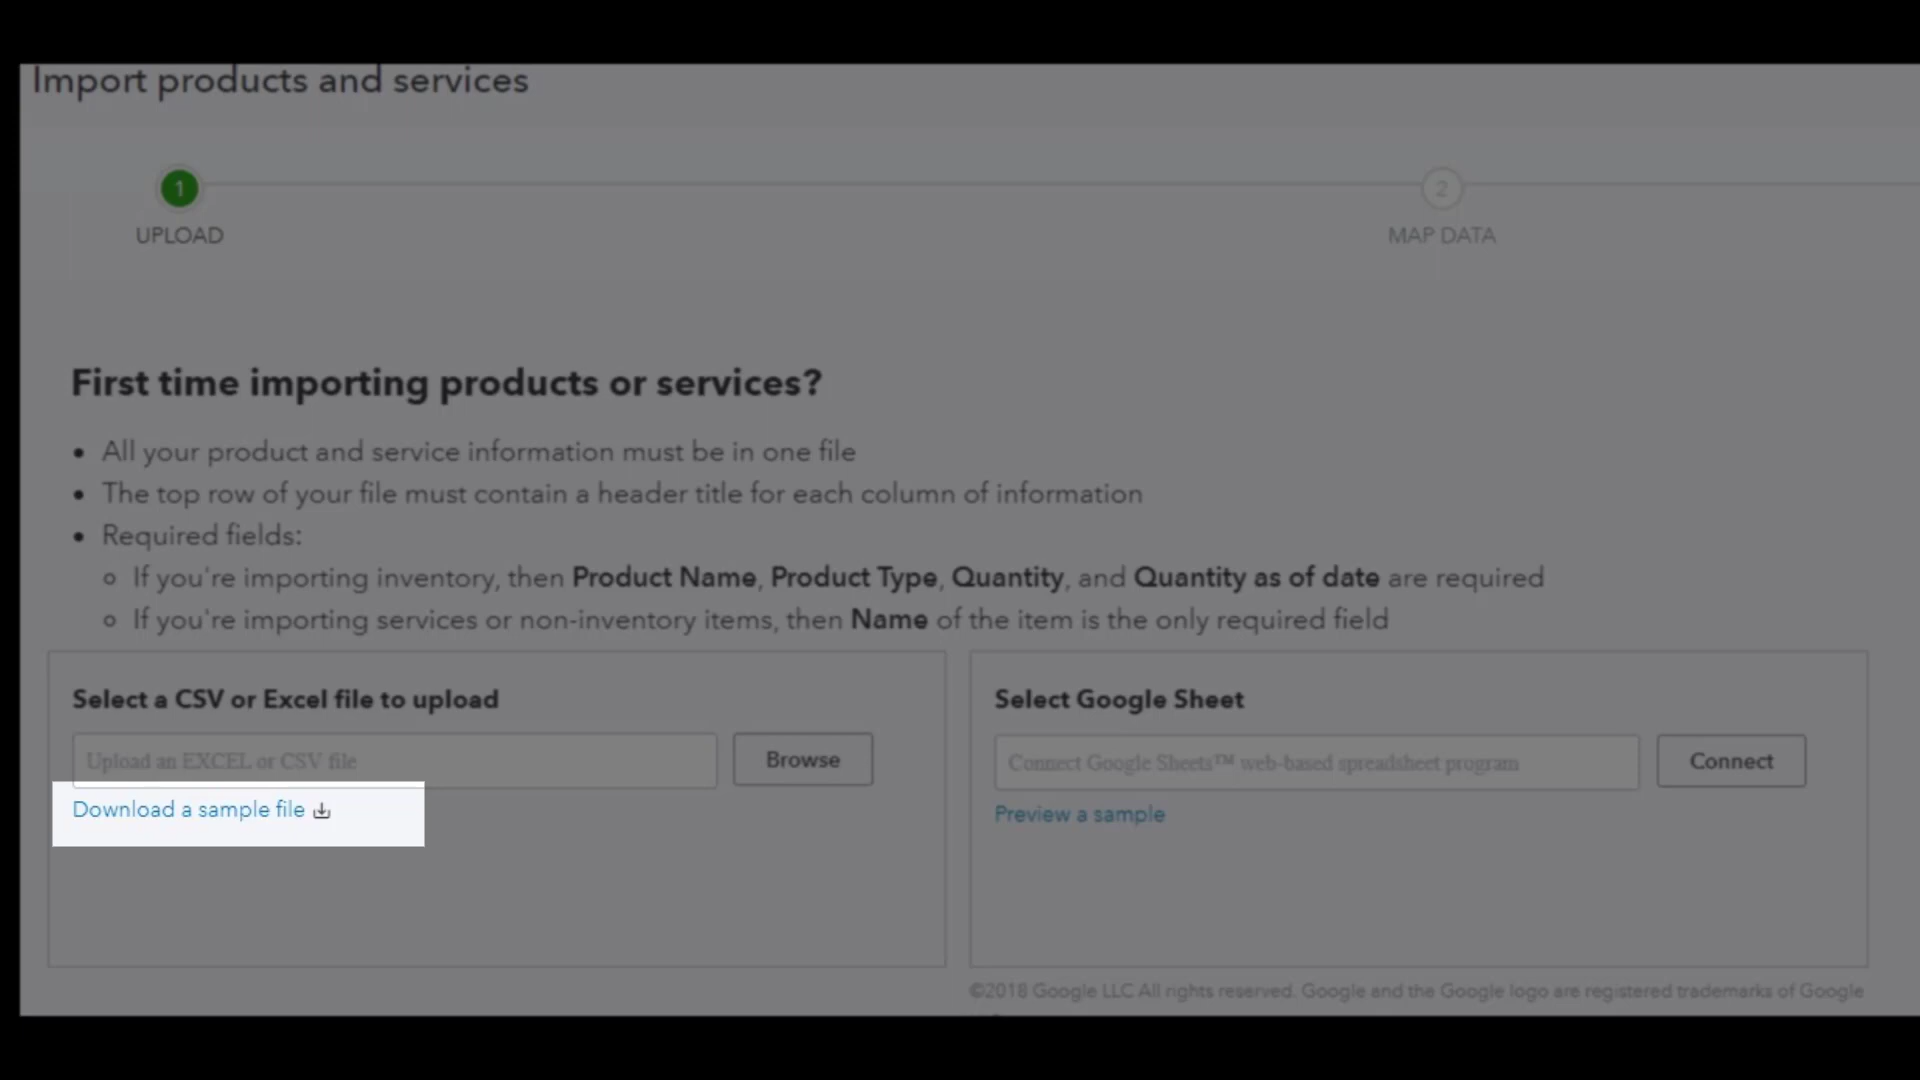 Import products and services
1
2
UPLOAD
MAP DATA
First time importing products or services?
• All your product and service information must be in one file
• The top row of your file must contain a header title for each column of information
• Required fields:
○ If you're importing inventory, then Product Name, Product Type, Quantity, and Quantity as of date are required
○ If you're importing services or non-inventory items, then Name of the item is the only required field
Select a CSV or Excel file to upload
Upload an EXCEL or CSV file
Browse
Download a sample file
Select Google Sheet
Connect Google Sheets™ web-based spreadsheet program
Connect
Preview a sample
©2018 Google LLC All rights reserved. Google and the Google logo are registered trademarks of Google